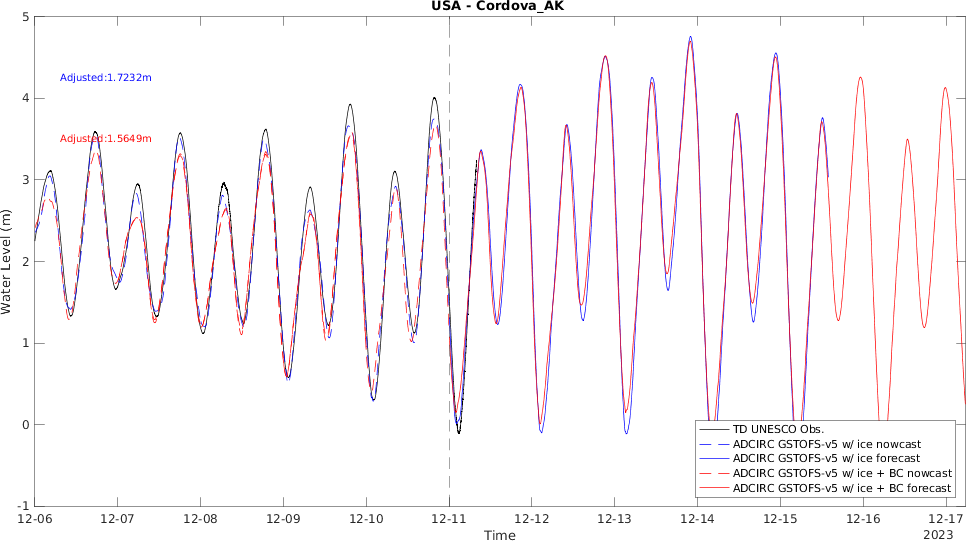 USA - Cordova_AK
5
Adjusted:1.7232m
4
Adjusted:1.5649m
3
Water Level (m)
2
1
0
TD UNESCO Obs.
ADCIRC GSTOFS-v5 w/ ice nowcast
ADCIRC GSTOFS-v5 w/ ice forecast
ADCIRC GSTOFS-v5 w/ ice + BC nowcast
ADCIRC GSTOFS-v5 w/ ice + BC forecast
-1
12-06 12-07 12-08 12-09 12-10 12-11 12-12 12-13 12-14 12-15 12-16 12-17
Time 2023